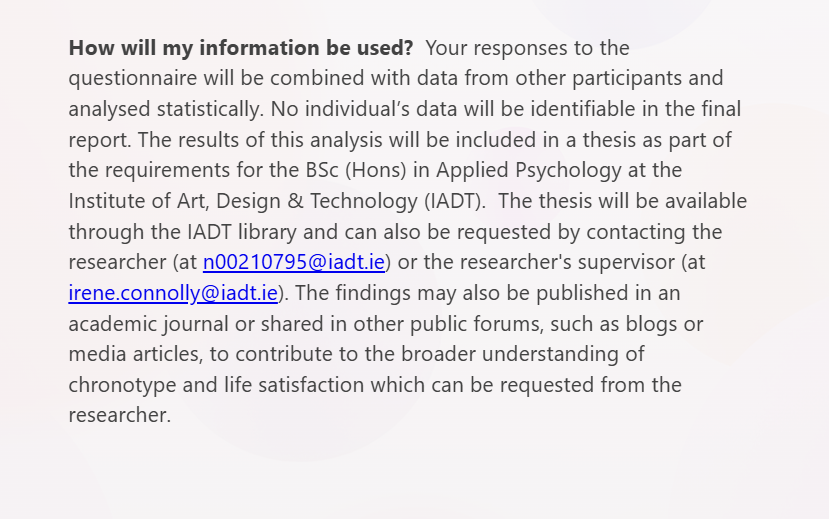 How will my information be used?  Your responses to the
questionnaire will be combined with data from other participants and
analysed statistically. No individual’s data will be identifiable in the final
report. The results of this analysis will be included in a thesis as part of
the requirements for the BSc (Hons) in Applied Psychology at the
Institute of Art, Design & Technology (IADT).  The thesis will be available
through the IADT library and can also be requested by contacting the
researcher (at n00210795@iadt.ie) or the researcher's supervisor (at
irene.connolly@iadt.ie). The findings may also be published in an
academic journal or shared in other public forums, such as blogs or
media articles, to contribute to the broader understanding of
chronotype and life satisfaction which can be requested from the
researcher.